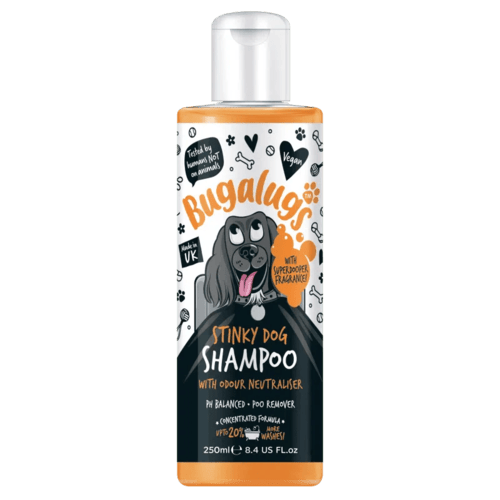 Tested by
humans NOT
on animals
Vegan
Bugalugs
TM
Made in
UK
WITH
SUPERDOOPER
FRAGRANCE!
STINKY DOG
SHAMPOO
WITH ODOUR NEUTRALISER
PH BALANCED • POO REMOVER
• CONCENTRATED FORMULA •
UP TO 20% MORE
WASHES!
250ml℮ 8.4 US FL.oz